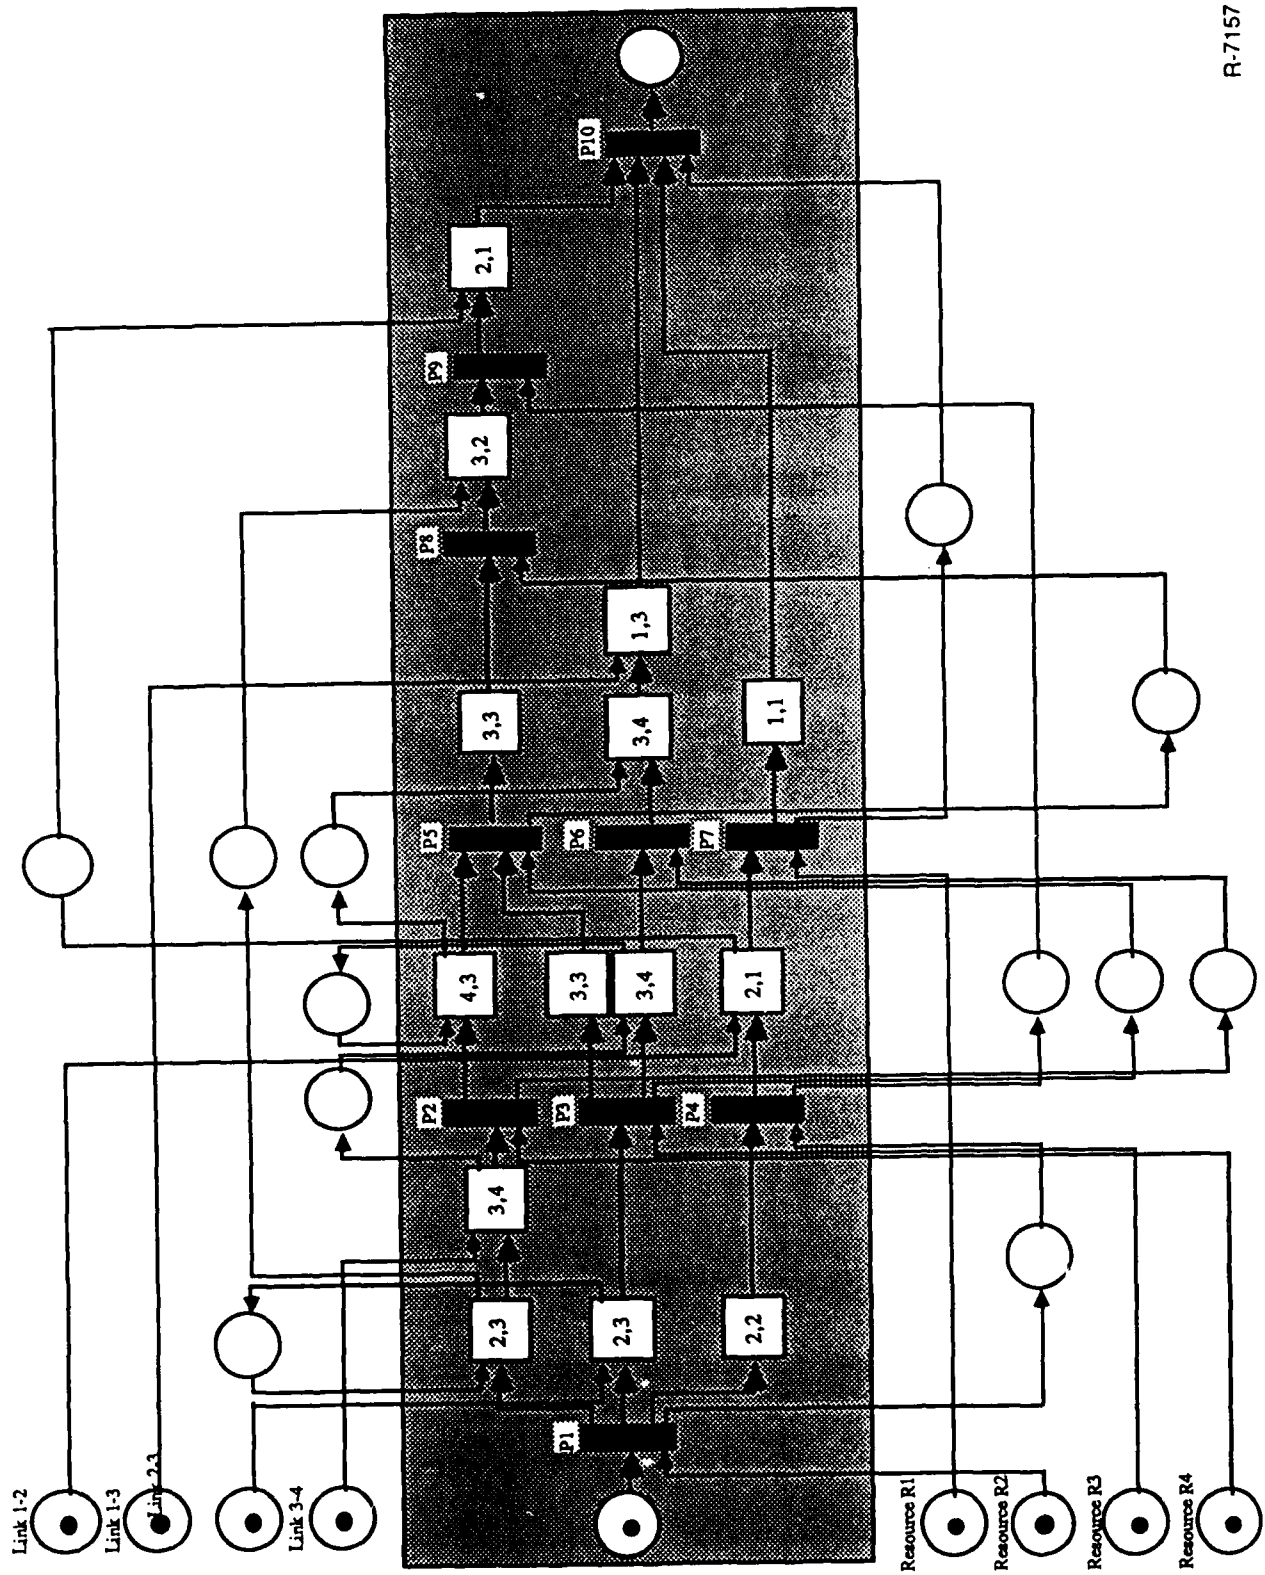 R-7157
P10
2,1
P9
3,2
P8
1,3
3,3
3,4
1,1
P5
P6
P7
4,3
3,3
3,4
2,1
P2
P3
P4
3,4
2,3
2,3
2,2
P1
Link 1-2
Link 1-3
Link 2-3
Link 3-4
Resource R1
Resource R2
Resource R3
Resource R4